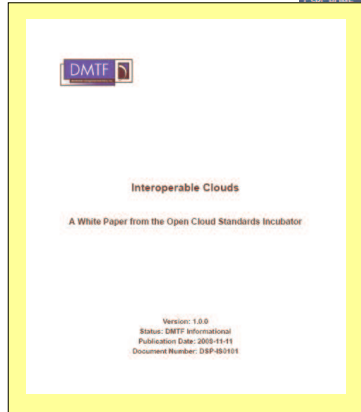 DMTF
Interoperable Clouds
A White Paper from the Open Cloud Standards Incubator
Version: 1.0.0
Status: DMTF Informational
Publication Date: 2009-11-11
Document Number: DSP-IS0101